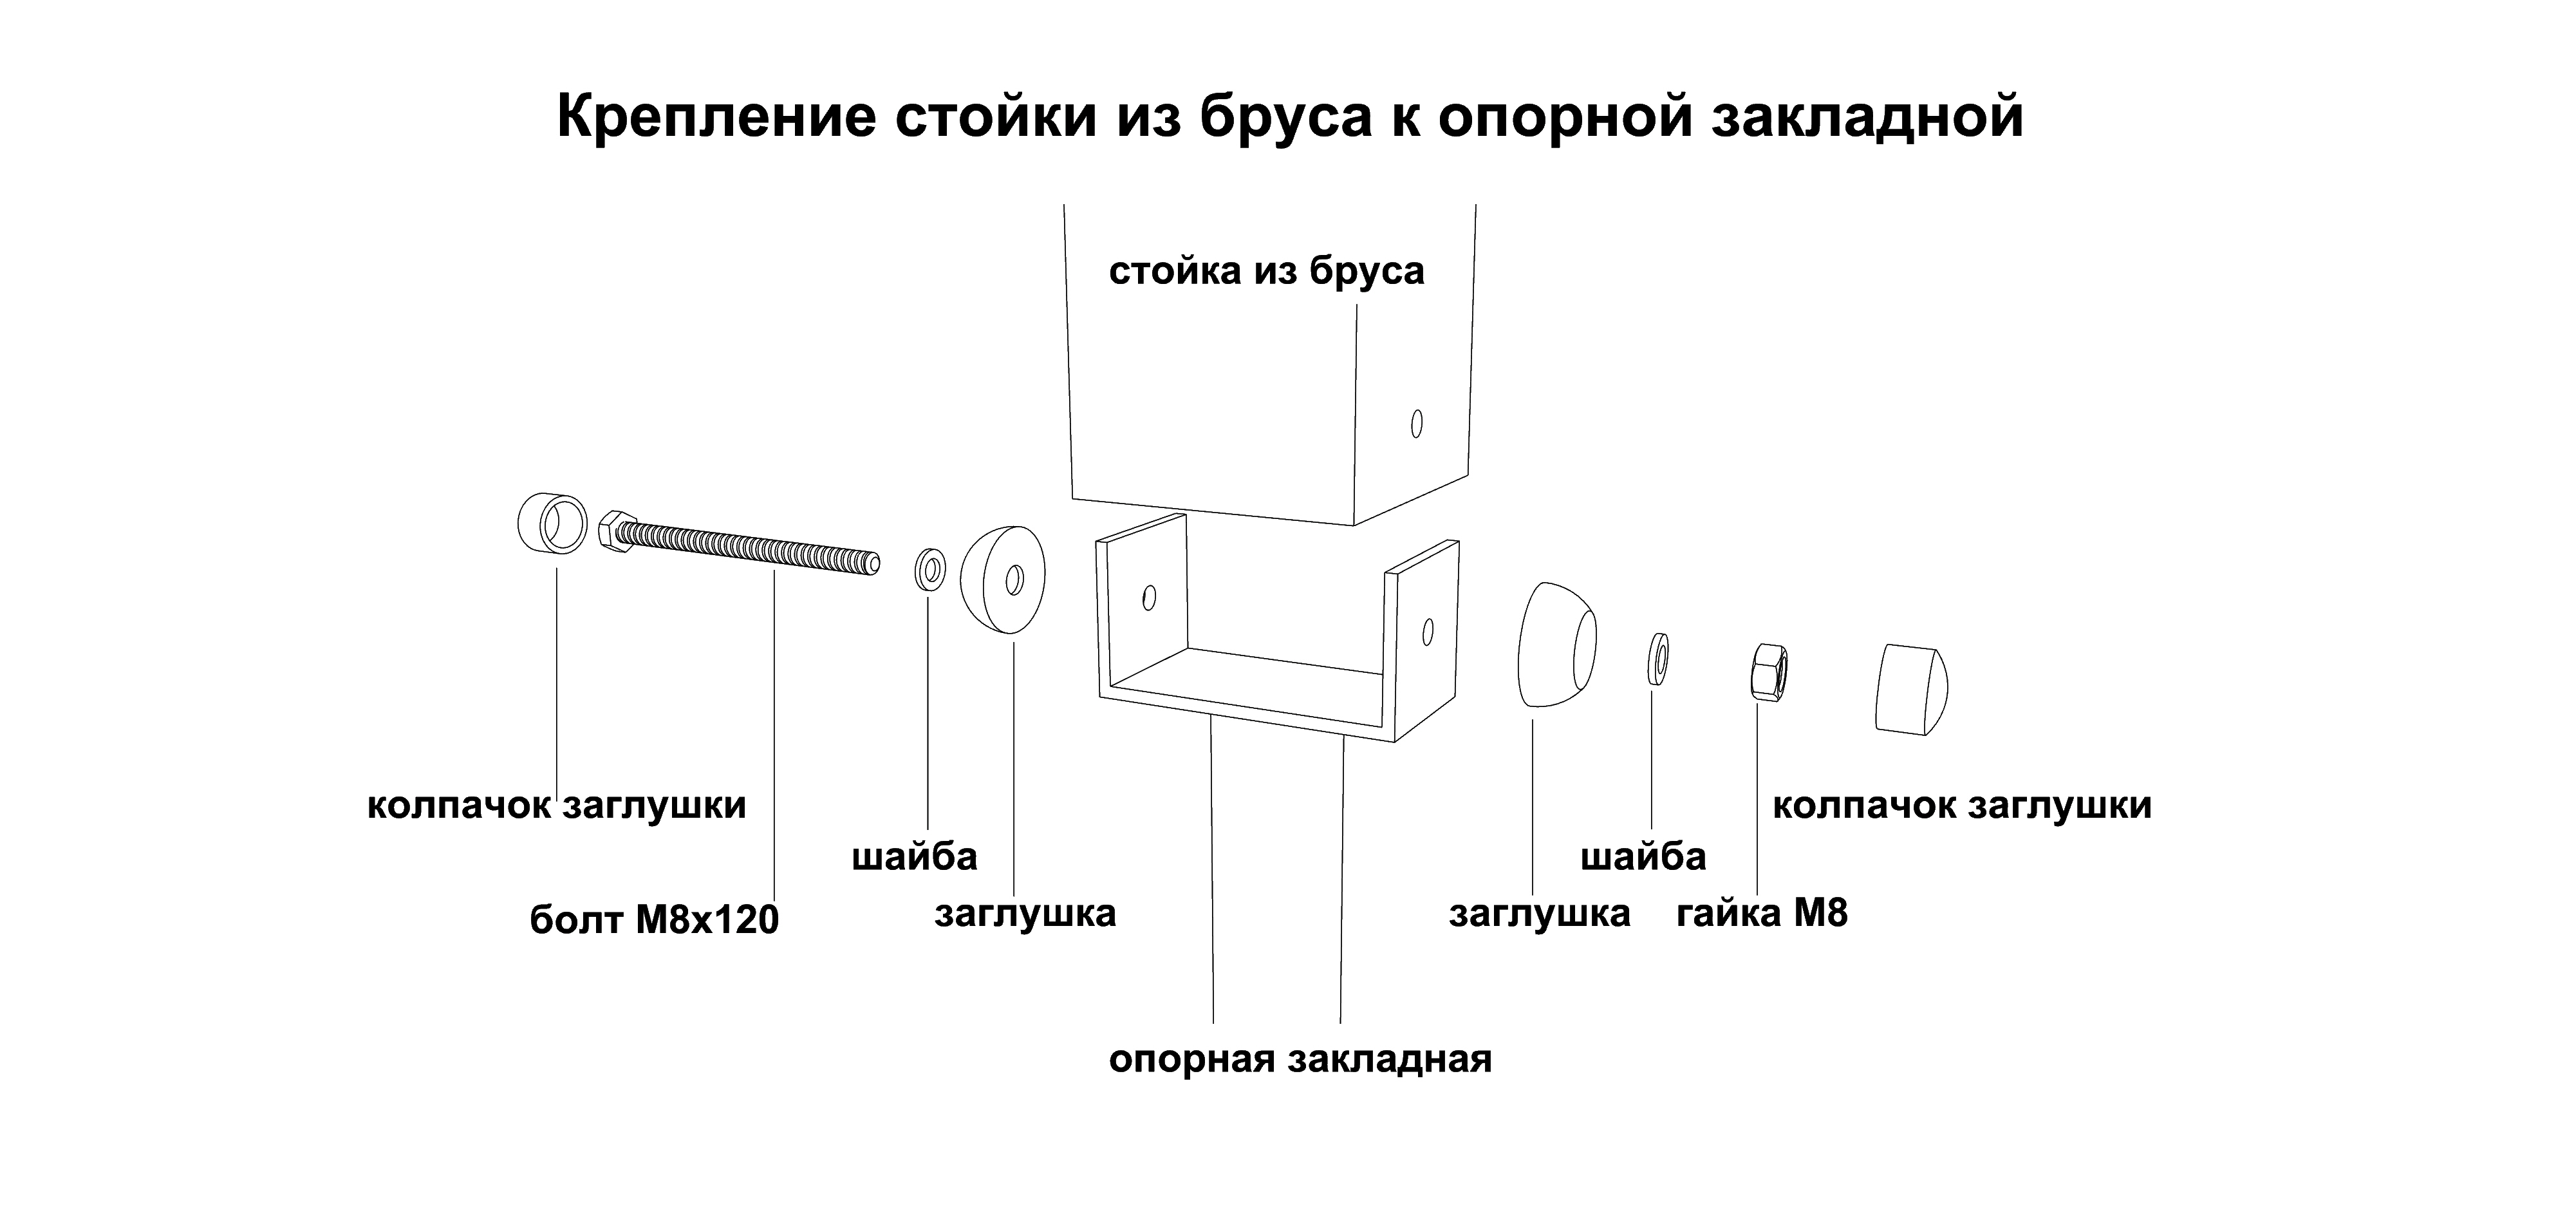 Крепление стойки из бруса к опорной закладной
стойка из бруса
колпачок заглушки
колпачок заглушки
шайба
шайба
болт М8х120
заглушка
заглушка
гайка М8
опорная закладная